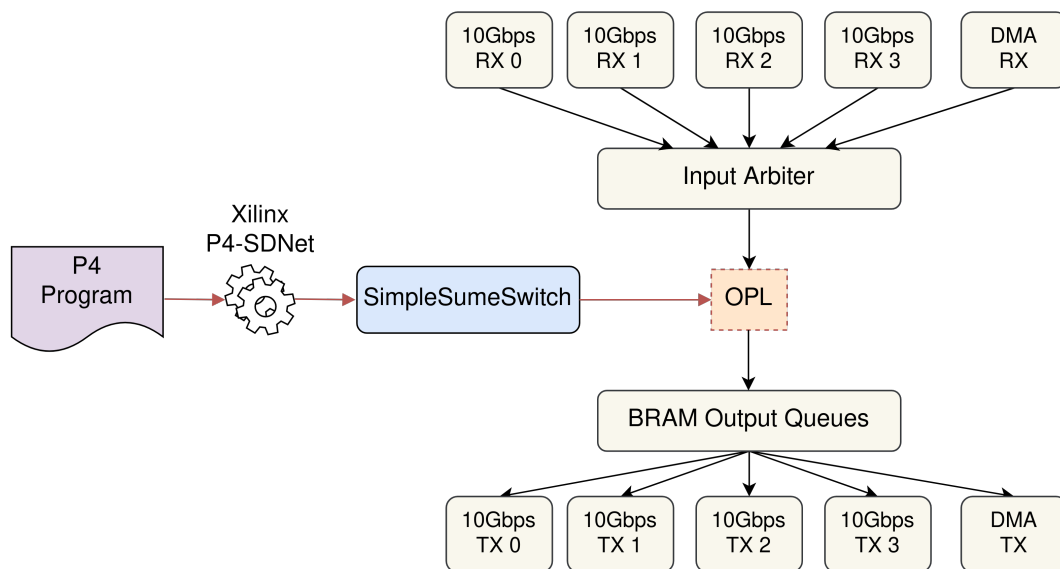 10Gbps
RX 0
10Gbps
RX 1
10Gbps
RX 2
10Gbps
RX 3
DMA
RX
Input Arbiter
Xilinx
P4-SDNet
P4
Program
SimpleSumeSwitch
OPL
BRAM Output Queues
10Gbps
TX 0
10Gbps
TX 1
10Gbps
TX 2
10Gbps
TX 3
DMA
TX